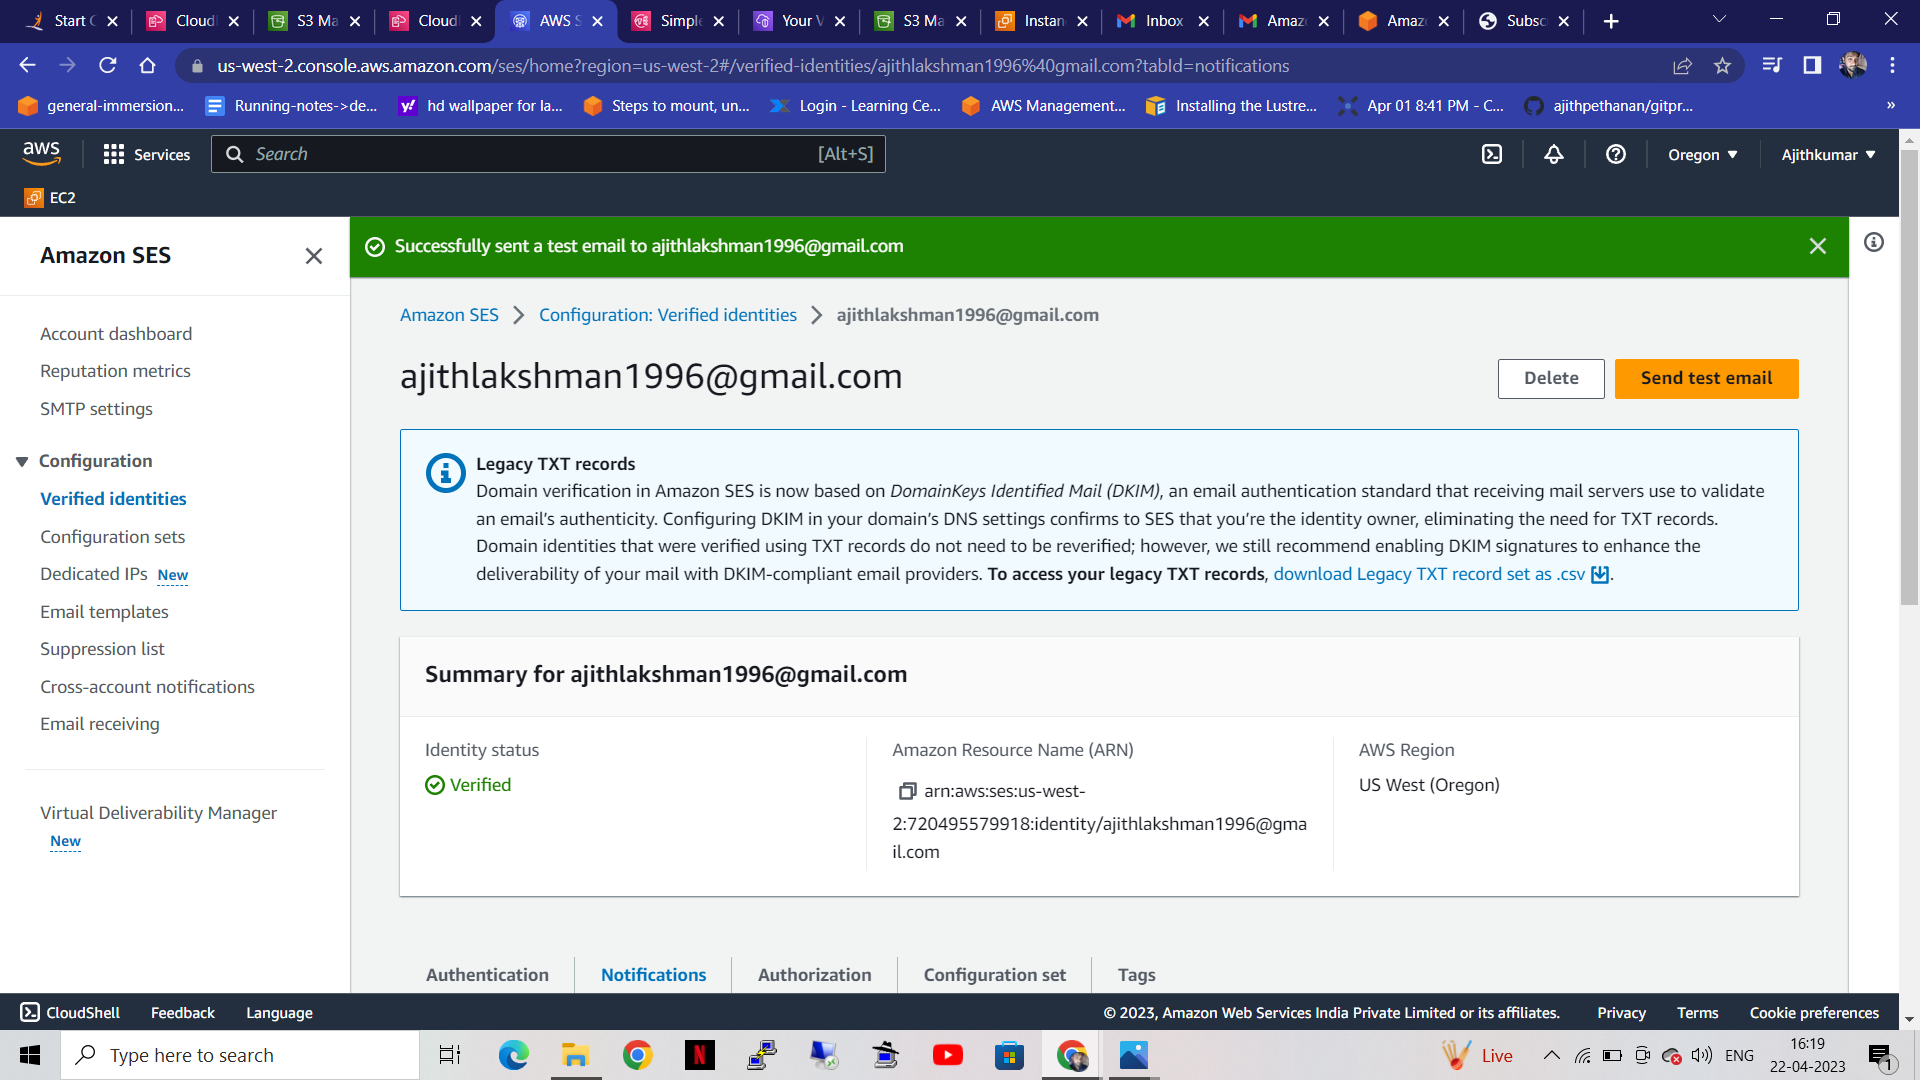 Start C
Cloudl
S3 Ma
Cloudl
AWS S
Simple
Your V
S3 Ma
Instan
Inbox
Amaz
Amaz
Subsc
us-west-2.console.aws.amazon.com/ses/home?region=us-west-2#/verified-identities/ajithlakshman1996%40gmail.com?tabId=notifications
general-immersion...
Running-notes->de...
hd wallpaper for la...
Steps to mount, un...
Login - Learning Ce...
AWS Management...
Installing the Lustre...
Apr 01 8:41 PM - C...
ajithpethanan/gitpr...
»
aws
Services
Search
[Alt+S]
Oregon
Ajithkumar
EC2
Amazon SES
Account dashboard
Reputation metrics
SMTP settings
Configuration
Verified identities
Configuration sets
Dedicated IPs New
Email templates
Suppression list
Cross-account notifications
Email receiving
Virtual Deliverability Manager
New
Successfully sent a test email to ajithlakshman1996@gmail.com
Amazon SES
Configuration: Verified identities
ajithlakshman1996@gmail.com
ajithlakshman1996@gmail.com
Delete
Send test email
Legacy TXT records
Domain verification in Amazon SES is now based on DomainKeys Identified Mail (DKIM), an email authentication standard that receiving mail servers use to validate
an email's authenticity. Configuring DKIM in your domain's DNS settings confirms to SES that you're the identity owner, eliminating the need for TXT records.
Domain identities that were verified using TXT records do not need to be reverified; however, we still recommend enabling DKIM signatures to enhance the
deliverability of your mail with DKIM-compliant email providers. To access your legacy TXT records, download Legacy TXT record set as .csv .
Summary for ajithlakshman1996@gmail.com
Identity status
Verified
Amazon Resource Name (ARN)
arn:aws:ses:us-west-
2:720495579918:identity/ajithlakshman1996@gma
il.com
AWS Region
US West (Oregon)
Authentication
Notifications
Authorization
Configuration set
Tags
CloudShell
Feedback
Language
© 2023, Amazon Web Services India Private Limited or its affiliates.
Privacy
Terms
Cookie preferences
Type here to search
Live
ENG
16:19
22-04-2023
1